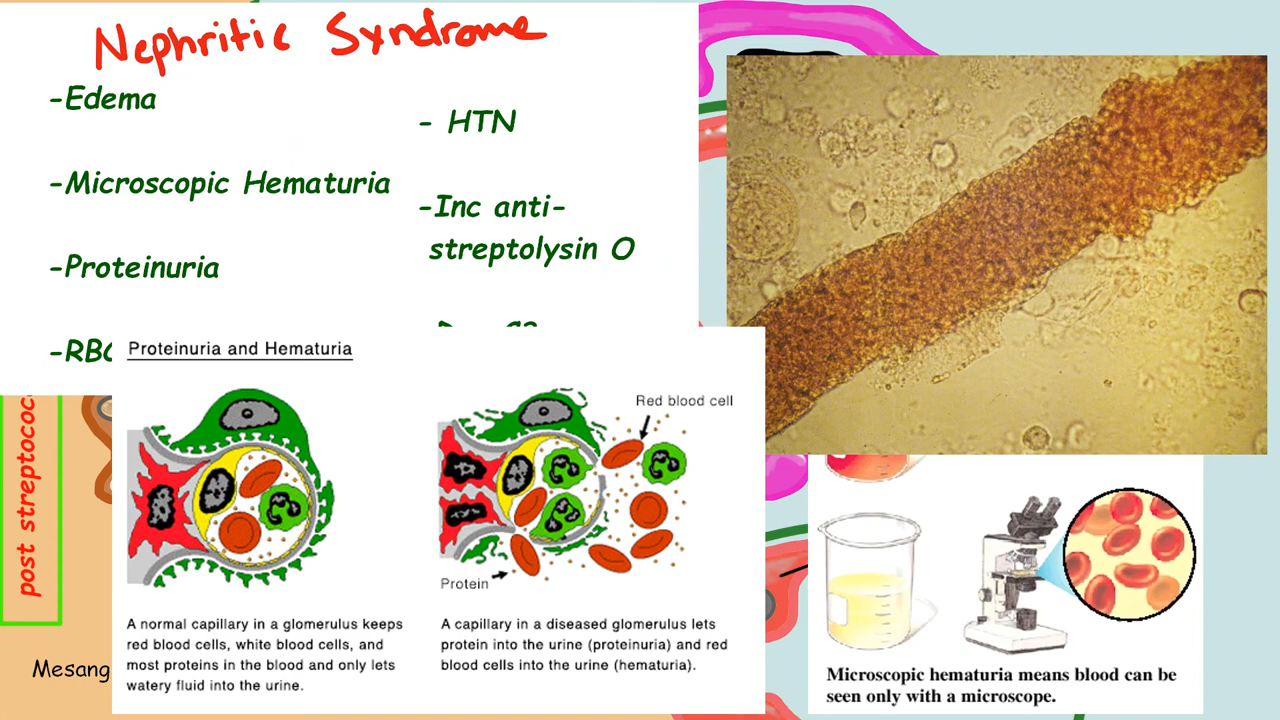 Nephritic Syndrome
-Edema
- HTN
-Microscopic Hematuria
-Inc anti-
streptolysin O
-Proteinuria
-RBC
Proteinuria and Hematuria
Red blood cell
Protein
A normal capillary in a glomerulus keeps
red blood cells, white blood cells, and
most proteins in the blood and only lets
watery fluid into the urine.
A capillary in a diseased glomerulus lets
protein into the urine (proteinuria) and red
blood cells into the urine (hematuria).
post streptococ
Mesang
Microscopic hematuria means blood can be
seen only with a microscope.